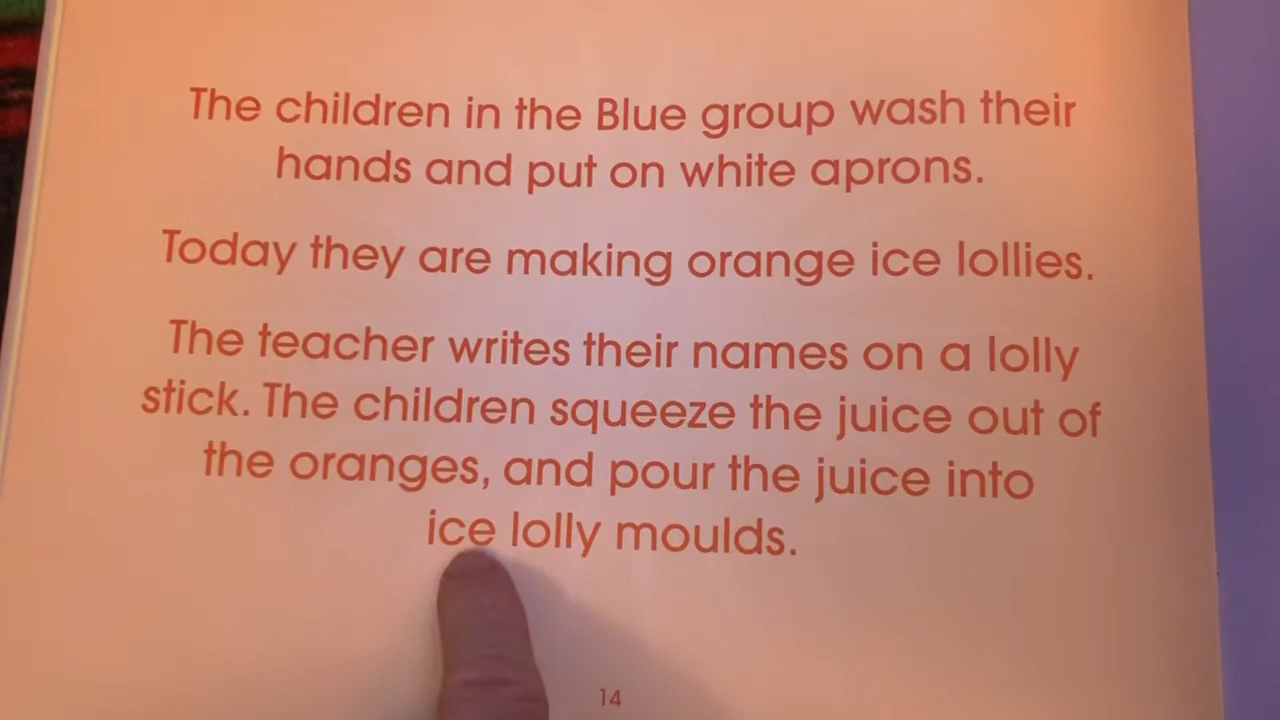 The children in the Blue group wash their
hands and put on white aprons.
Today they are making orange ice lollies.
The teacher writes their names on a lolly
stick. The children squeeze the juice out of
the oranges, and pour the juice into
ice lolly moulds.
14